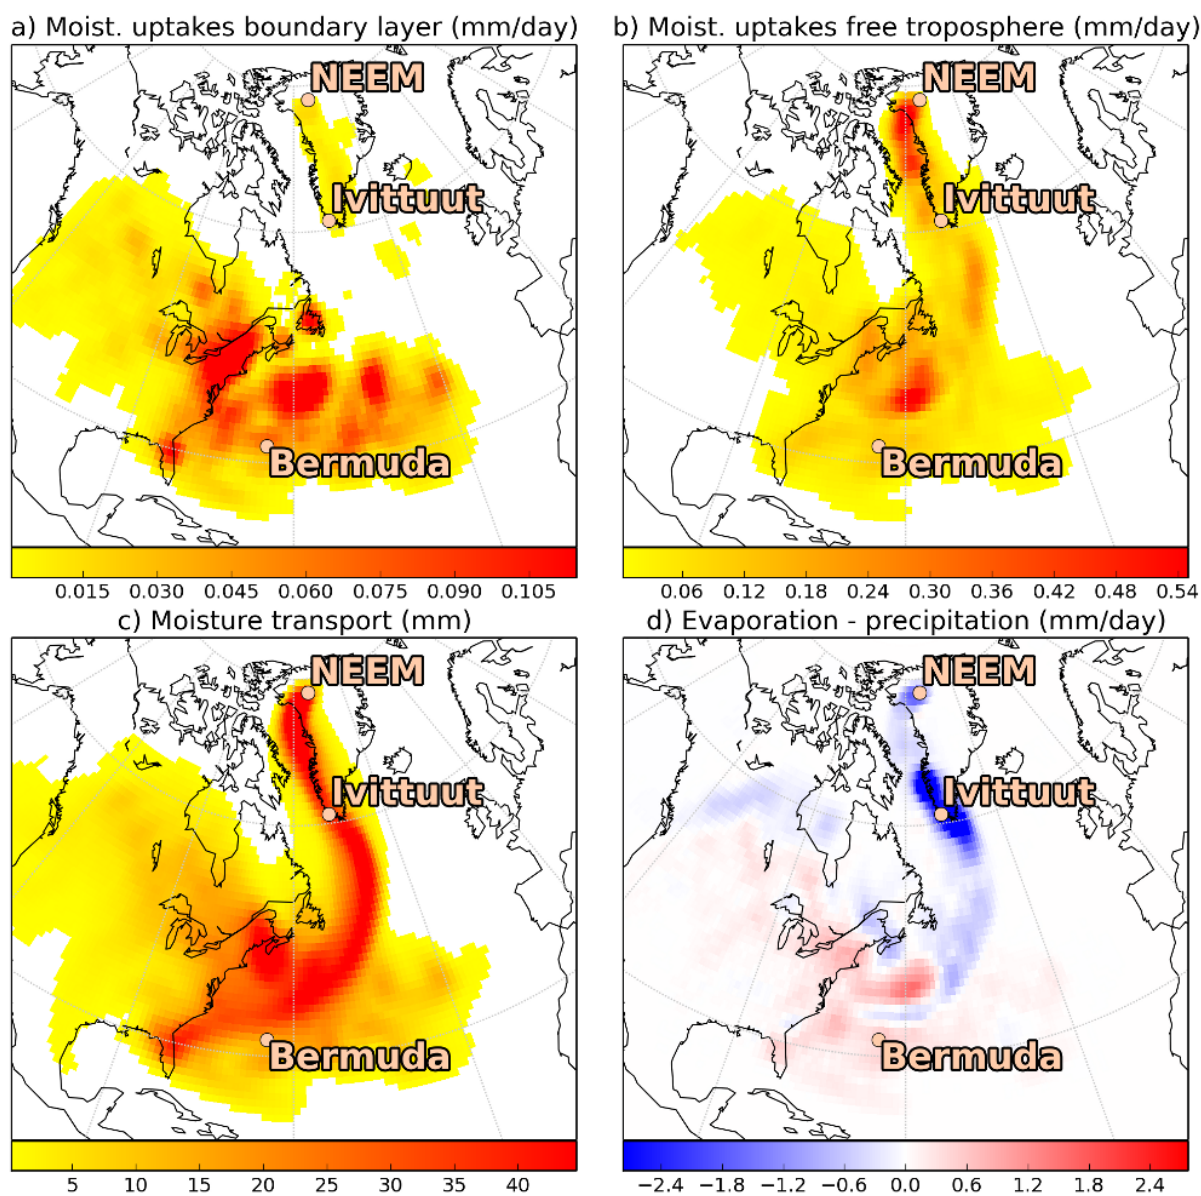 a) Moist. uptakes boundary layer (mm/day)
NEEM
Ivittuut
Bermuda
0.015 0.030 0.045 0.060 0.075 0.090 0.105
b) Moist. uptakes free troposphere (mm/day)
NEEM
Ivittuut
Bermuda
0.06 0.12 0.18 0.24 0.30 0.36 0.42 0.48 0.54
c) Moisture transport (mm)
NEEM
Ivittuut
Bermuda
5 10 15 20 25 30 35 40
d) Evaporation - precipitation (mm/day)
NEEM
Ivittuut
Bermuda
−2.4 −1.8 −1.2 −0.6 0.0 0.6 1.2 1.8 2.4